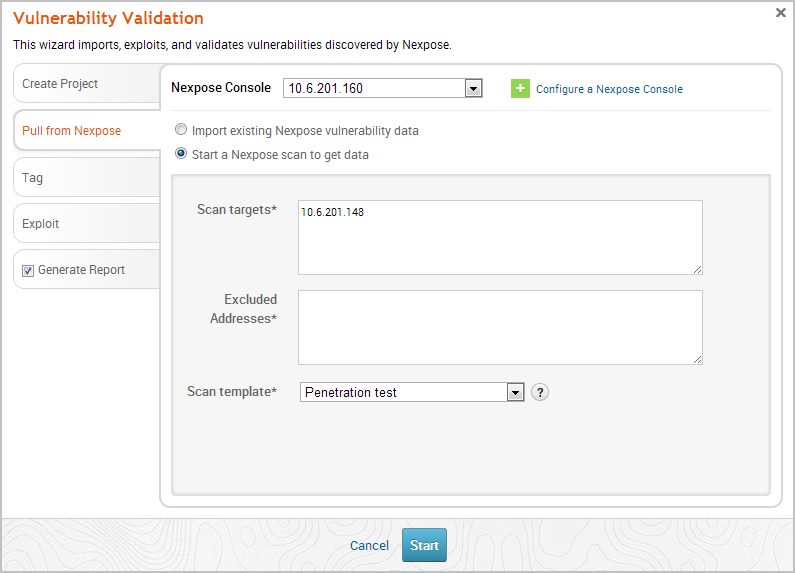 Vulnerability Validation
This wizard imports, exploits, and validates vulnerabilities discovered by Nexpose.
Create Project
Pull from Nexpose
Tag
Exploit
Generate Report
Nexpose Console 10.6.201.160 Configure a Nexpose Console
Import existing Nexpose vulnerability data
Start a Nexpose scan to get data
Scan targets* 10.6.201.148
Excluded
Addresses*
Scan template* Penetration test ?
Cancel Start